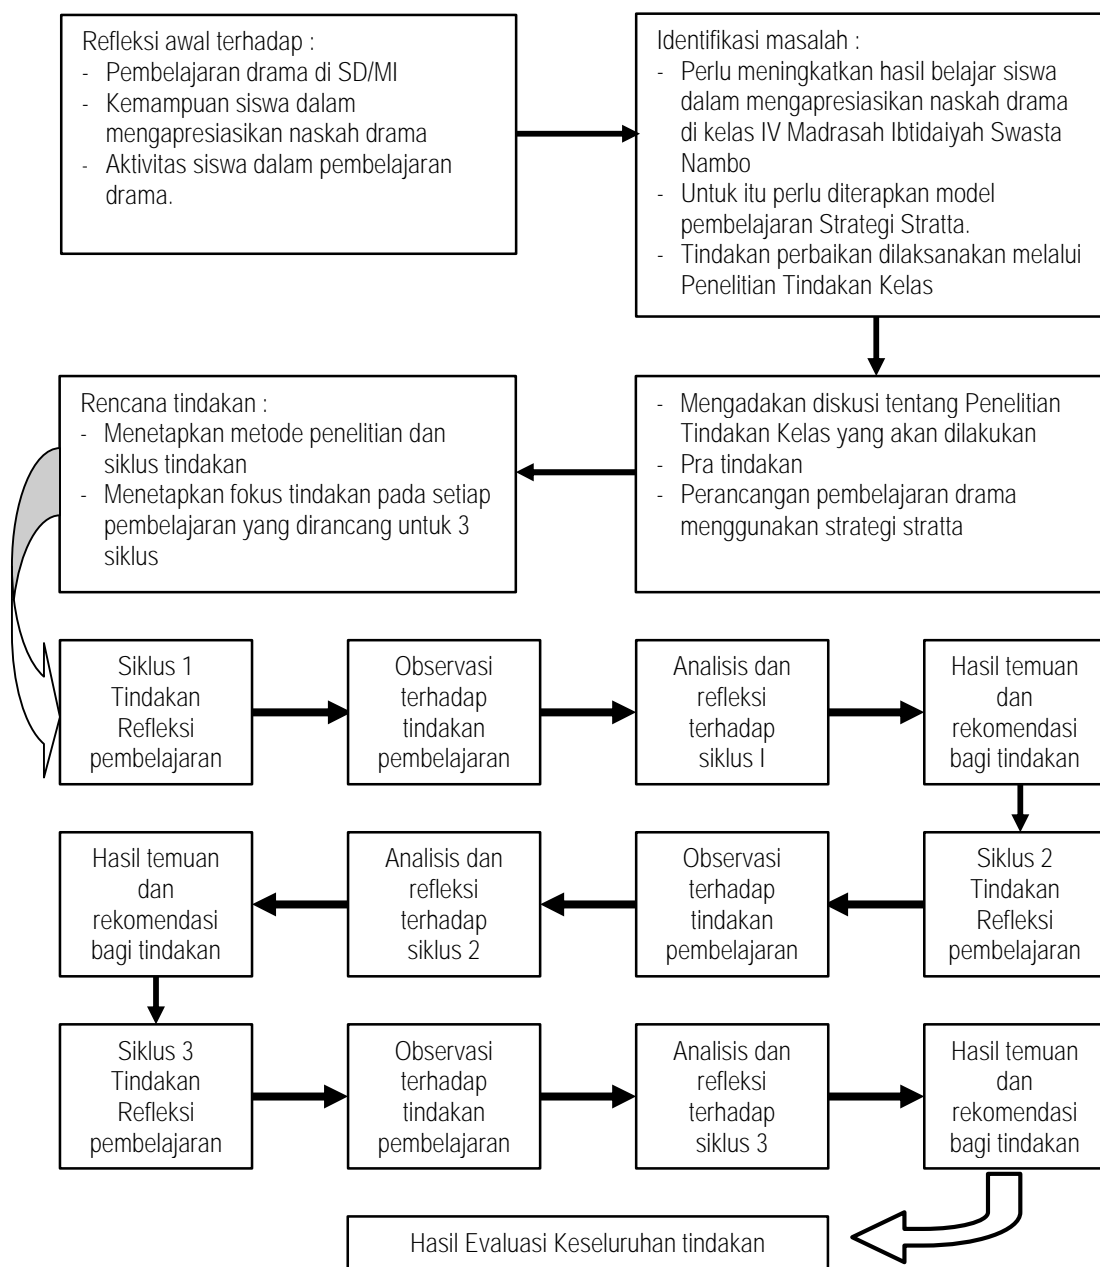 Refleksi awal terhadap :
- Pembelajaran drama di SD/MI
- Kemampuan siswa dalam
mengapresiasikan naskah drama
- Aktivitas siswa dalam pembelajaran
drama.
Identifikasi masalah :
- Perlu meningkatkan hasil belajar siswa
dalam mengapresiasikan naskah drama
di kelas IV Madrasah Ibtidaiyah Swasta
Nambo
- Untuk itu perlu diterapkan model
pembelajaran Strategi Stratta.
- Tindakan perbaikan dilaksanakan melalui
Penelitian Tindakan Kelas
Rencana tindakan :
- Menetapkan metode penelitian dan
siklus tindakan
- Menetapkan fokus tindakan pada setiap
pembelajaran yang dirancang untuk 3
siklus
- Mengadakan diskusi tentang Penelitian
Tindakan Kelas yang akan dilakukan
- Pra tindakan
- Perancangan pembelajaran drama
menggunakan strategi stratta
Siklus 1
Tindakan
Refleksi
pembelajaran
Observasi
terhadap
tindakan
pembelajaran
Analisis dan
refleksi
terhadap
siklus I
Hasil temuan
dan
rekomendasi
bagi tindakan
Hasil temuan
dan
rekomendasi
bagi tindakan
Analisis dan
refleksi
terhadap
siklus 2
Observasi
terhadap
tindakan
pembelajaran
Siklus 2
Tindakan
Refleksi
pembelajaran
Siklus 3
Tindakan
Refleksi
pembelajaran
Observasi
terhadap
tindakan
pembelajaran
Analisis dan
refleksi
terhadap
siklus 3
Hasil temuan
dan
rekomendasi
bagi tindakan
Hasil Evaluasi Keseluruhan tindakan